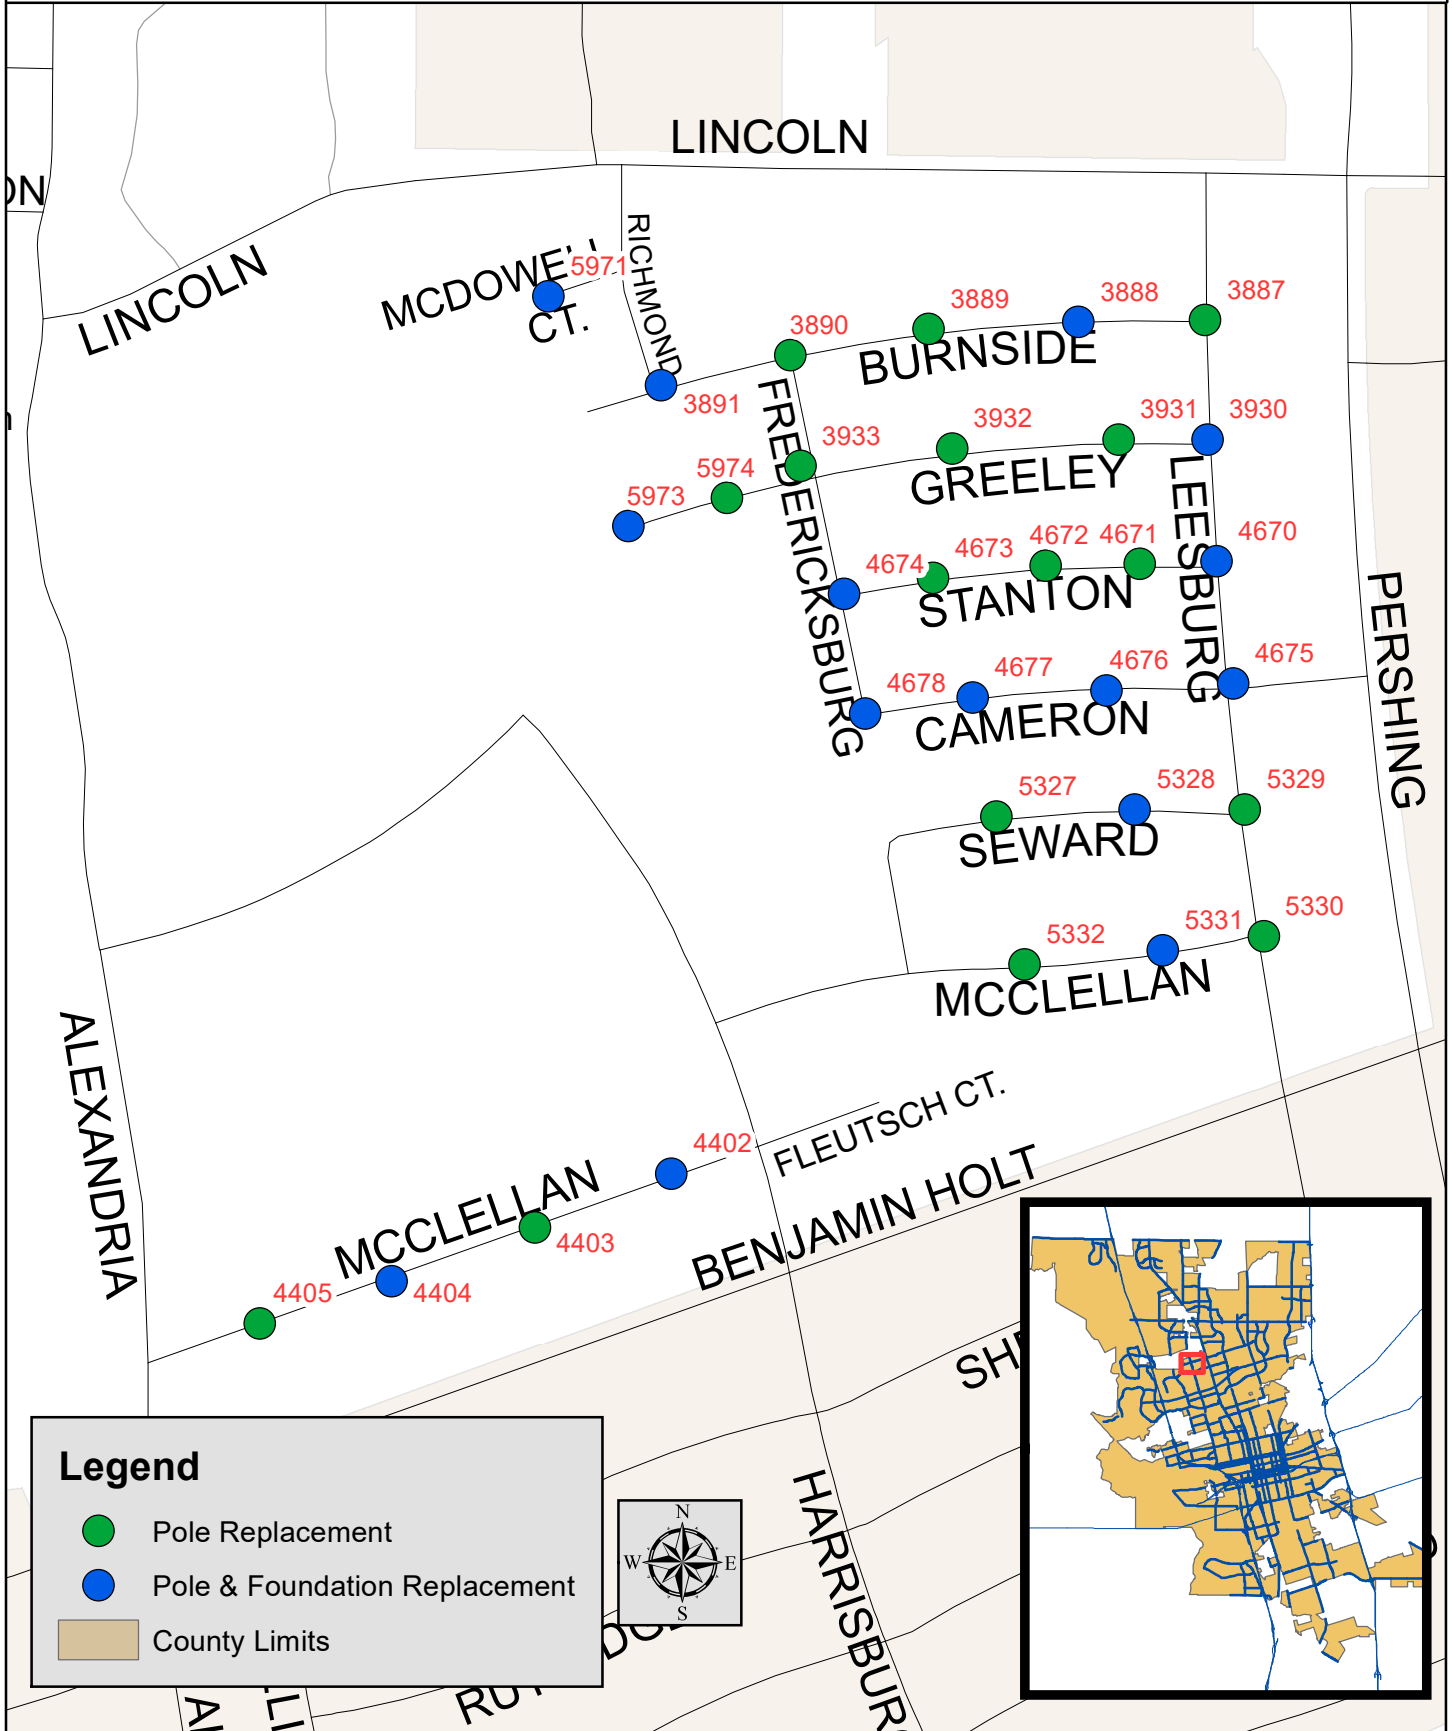 LINCOLN
ON
LINCOLN
RICHMOND
MCDOWELL
CT.
5971
3887
3888
3889
3890
BURNSIDE
3891
FREDERICKSBURG
3930
3931
3932
3933
5974
5973
GREELEY
LEESBURG
4670
4671
4672
4673
4674
STANTON
PERSHING
4675
4676
4677
4678
CAMERON
5327
5328
5329
SEWARD
5330
5331
5332
MCCLELLAN
ALEXANDRIA
FLEUTSCH CT.
4402
MCCLELLAN
4403
BENJAMIN HOLT
4404
4405
SHE
HARRISBURG
Legend
Pole Replacement
Pole & Foundation Replacement
County Limits
N
W
E
S